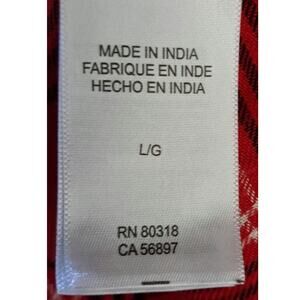 MADE IN INDIA
FABRIQUE EN INDE
HECHO EN INDIA
L/G
RN 80318
CA 56897